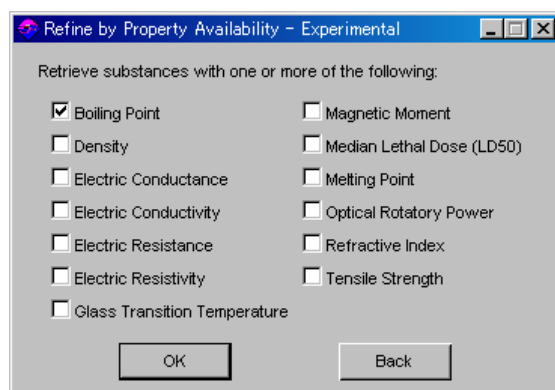 Refine by Property Availability - Experimental
Retrieve substances with one or more of the following:
Boiling Point
Density
Electric Conductance
Electric Conductivity
Electric Resistance
Electric Resistivity
Glass Transition Temperature
Magnetic Moment
Median Lethal Dose (LD50)
Melting Point
Optical Rotatory Power
Refractive Index
Tensile Strength
OK
Back